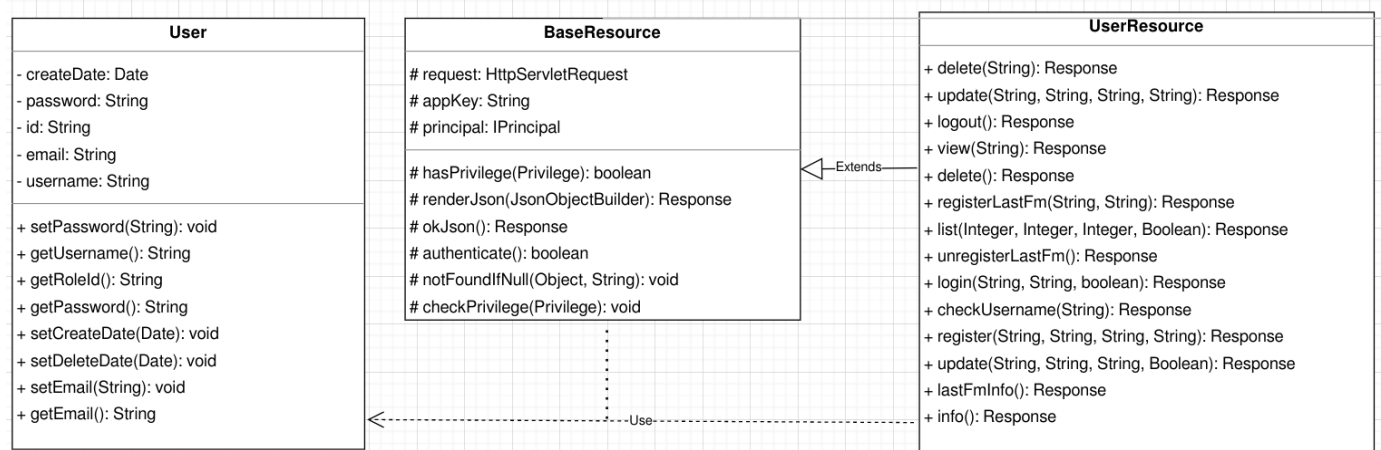 User
- createDate: Date
- password: String
- id: String
- email: String
- username: String
+ setPassword(String): void
+ getUsername(): String
+ getRoleId(): String
+ getPassword(): String
+ setCreateDate(Date): void
+ setDeleteDate(Date): void
+ setEmail(String): void
+ getEmail(): String
BaseResource
# request: HttpServletRequest
# appKey: String
# principal: IPrincipal
# hasPrivilege(Privilege): boolean
# renderJson(JsonObjectBuilder): Response
# okJson(): Response
# authenticate(): boolean
# notFoundIfNull(Object, String): void
# checkPrivilege(Privilege): void
Extends
Use
UserResource
+ delete(String): Response
+ update(String, String, String, String): Response
+ logout(): Response
+ view(String): Response
+ delete(): Response
+ registerLastFm(String, String): Response
+ list(Integer, Integer, Integer, Boolean): Response
+ unregisterLastFm(): Response
+ login(String, String, boolean): Response
+ checkUsername(String): Response
+ register(String, String, String, String): Response
+ update(String, String, String, Boolean): Response
+ lastFmInfo(): Response
+ info(): Response